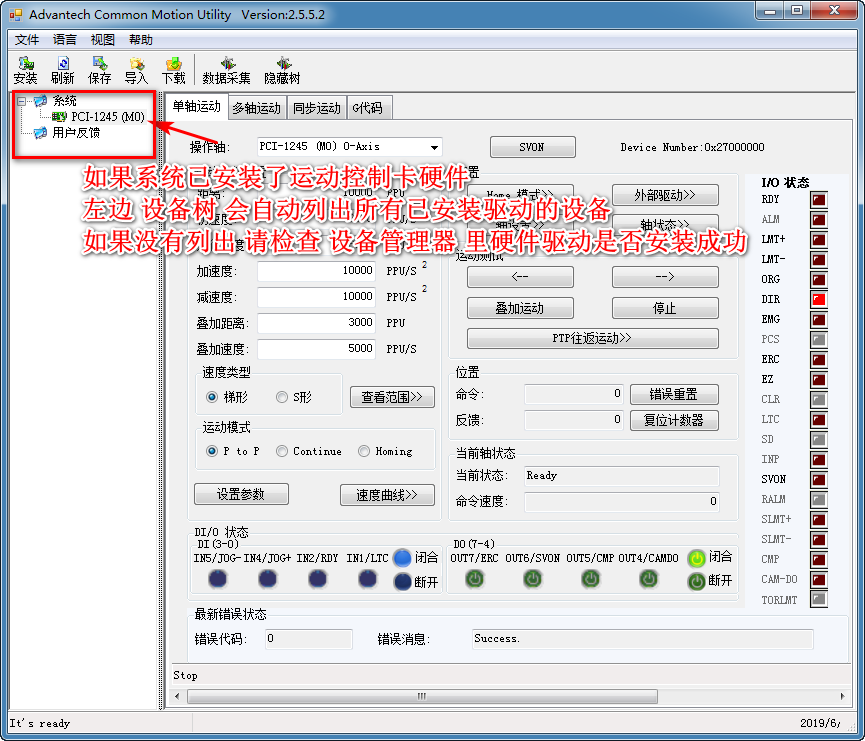 Advantech Common Motion Utility Version:2.5.5.2
文件 语言 视图 帮助
安装 刷新 保存 导入 下载 数据采集 隐藏树
系统
PCI-1245 (M0)
用户反馈
单轴运动 多轴运动 同步运动 G代码
操作轴: PCI-1245 (M0) 0-Axis SVON Device Number:0x27000000
如果系统已安装了运动控制卡硬件
左边 设备树 会自动列出所有已安装驱动的设备
如果没有列出 请检查 设备管理器 里硬件驱动是否安装成功
外部驱动>>
加速度: 10000 PPU/S 2
减速度: 10000 PPU/S 2
叠加距离: 3000 PPU
叠加速度: 5000 PPU/S
速度类型
梯形 S形 查看范围>>
运动模式
P to P Continue Homing
设置参数 速度曲线>>
运动测试
<-- -->
叠加运动 停止
PTP往返运动>>
位置
命令: 0 错误重置
反馈: 0 复位计数器
当前轴状态
当前状态: Ready
命令速度: 0
I/O 状态
RDY
ALM
LMT+
LMT-
ORG
DIR
EMG
PCS
ERC
EZ
CLR
LTC
SD
INP
SVON
RALM
SLMT+
SLMT-
CMP
CAM-DO
TORLMT
DI/O 状态
DI(3-0)
IN5/JOG- IN4/JOG+ IN2/RDY IN1/LTC 闭合
断开
DO(7-4)
OUT7/ERC OUT6/SVON OUT5/CMP OUT4/CAMDO 闭合
断开
最新错误状态
错误代码: 0 错误消息: Success.
Stop
It's ready 2019/6/